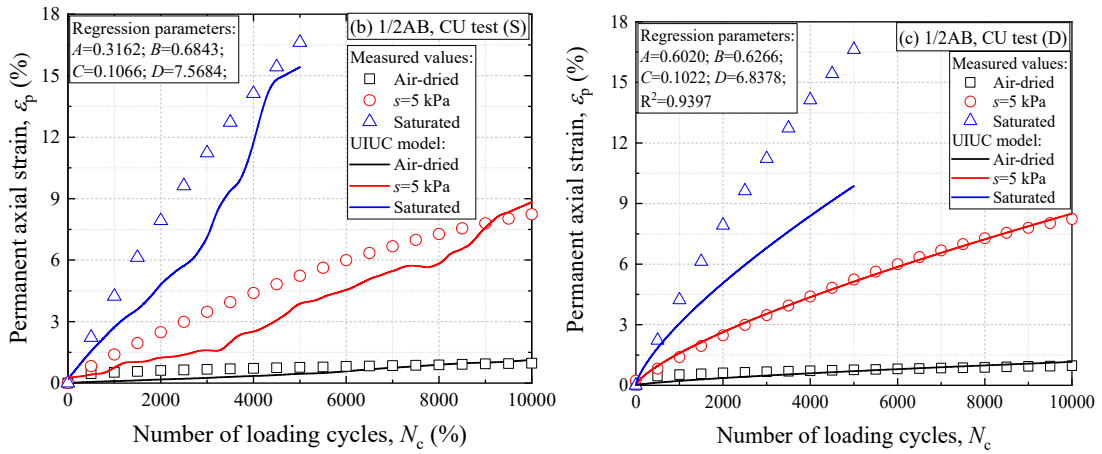 Permanent axial strain, εp (%)
18
15
12
9
6
3
0
Regression parameters:
A=0.3162; B=0.6843;
C=0.1066; D=7.5684;
(b) 1/2AB, CU test (S)
Measured values:
Air-dried
s=5 kPa
Saturated
UIUC model:
Air-dried
s=5 kPa
Saturated
0 2000 4000 6000 8000 10000
Number of loading cycles, Nc (%)
Permanent axial strain, εp (%)
18
15
12
9
6
3
0
Regression parameters:
A=0.6020; B=0.6266;
C=0.1022; D=6.8378;
R²=0.9397
(c) 1/2AB, CU test (D)
Measured values:
Air-dried
s=5 kPa
Saturated
UIUC model:
Air-dried
s=5 kPa
Saturated
0 2000 4000 6000 8000 10000
Number of loading cycles, Nc